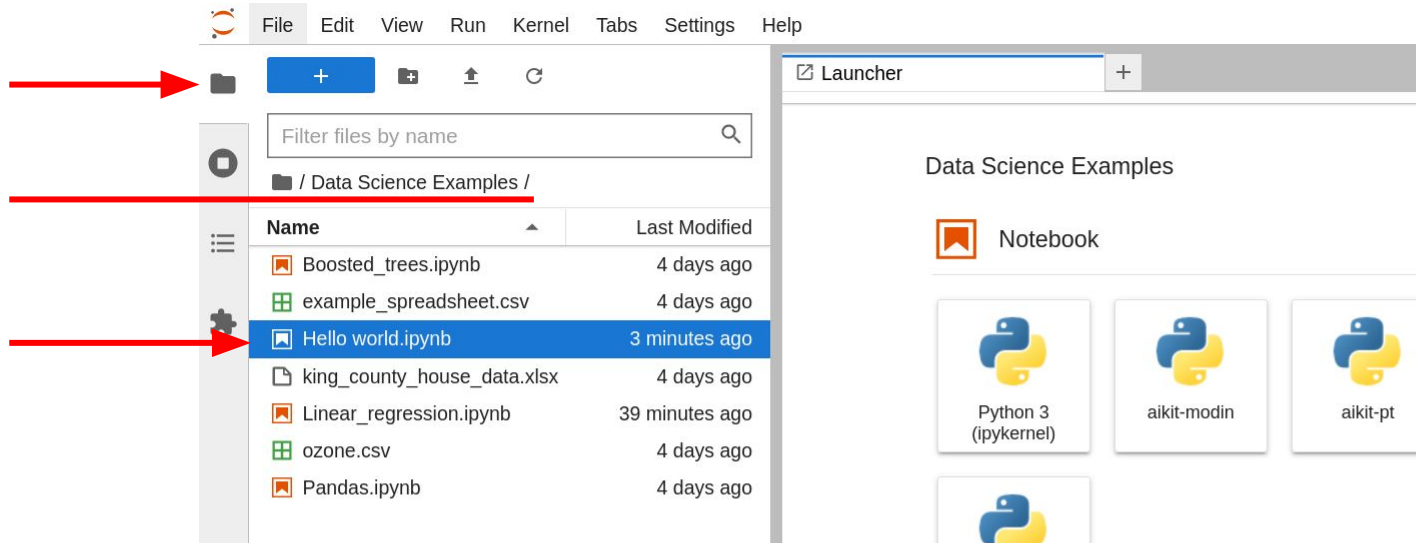 File Edit View Run Kernel Tabs Settings Help
+
Filter files by name
/ Data Science Examples /
Name Last Modified
Boosted_trees.ipynb 4 days ago
example_spreadsheet.csv 4 days ago
Hello world.ipynb 3 minutes ago
king_county_house_data.xlsx 4 days ago
Linear_regression.ipynb 39 minutes ago
ozone.csv 4 days ago
Pandas.ipynb 4 days ago
Launcher +
Data Science Examples
Notebook
Python 3
(ipykernel)
aikit-modin
aikit-pt